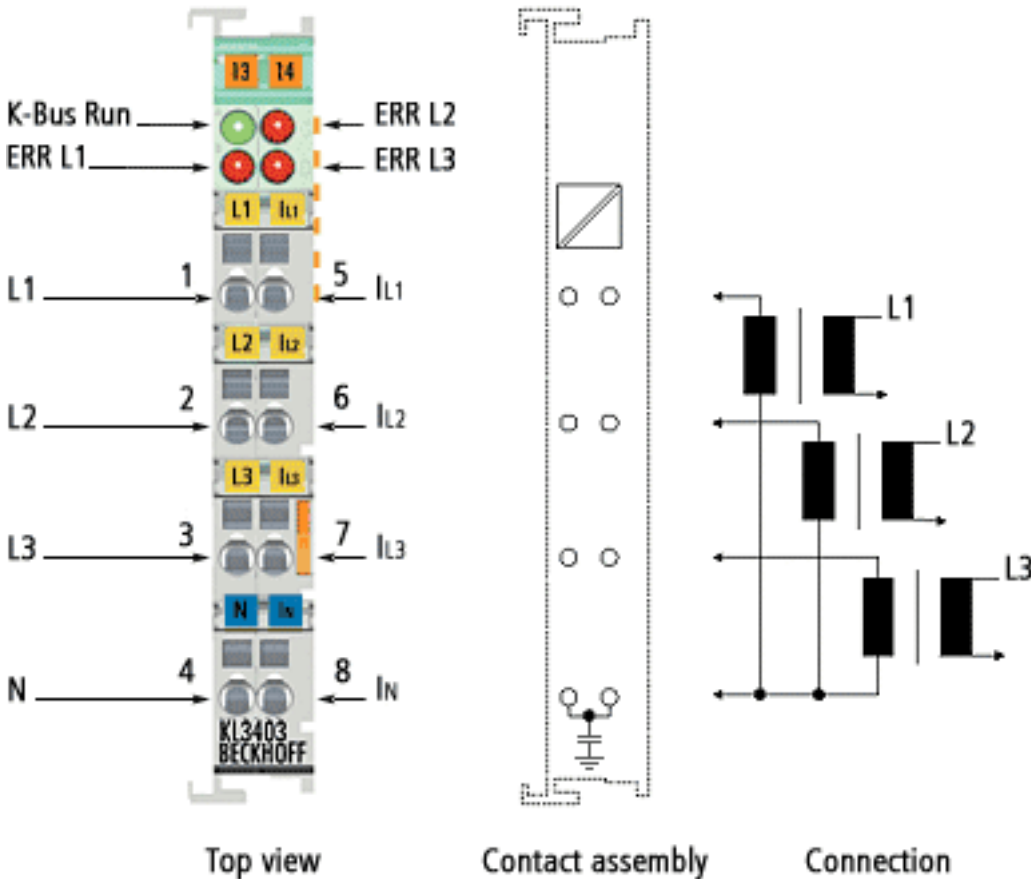 13 14
K-Bus Run ERR L2
ERR L1 ERR L3
L1 IL1
L1 1 5 IL1 L1
L2 IL2
L2 2 6 IL2 L2
L3 IL3
L3 3 7 IL3 L3
N IN
N 4 8 IN
KL3403
BECKHOFF
Top view Contact assembly Connection